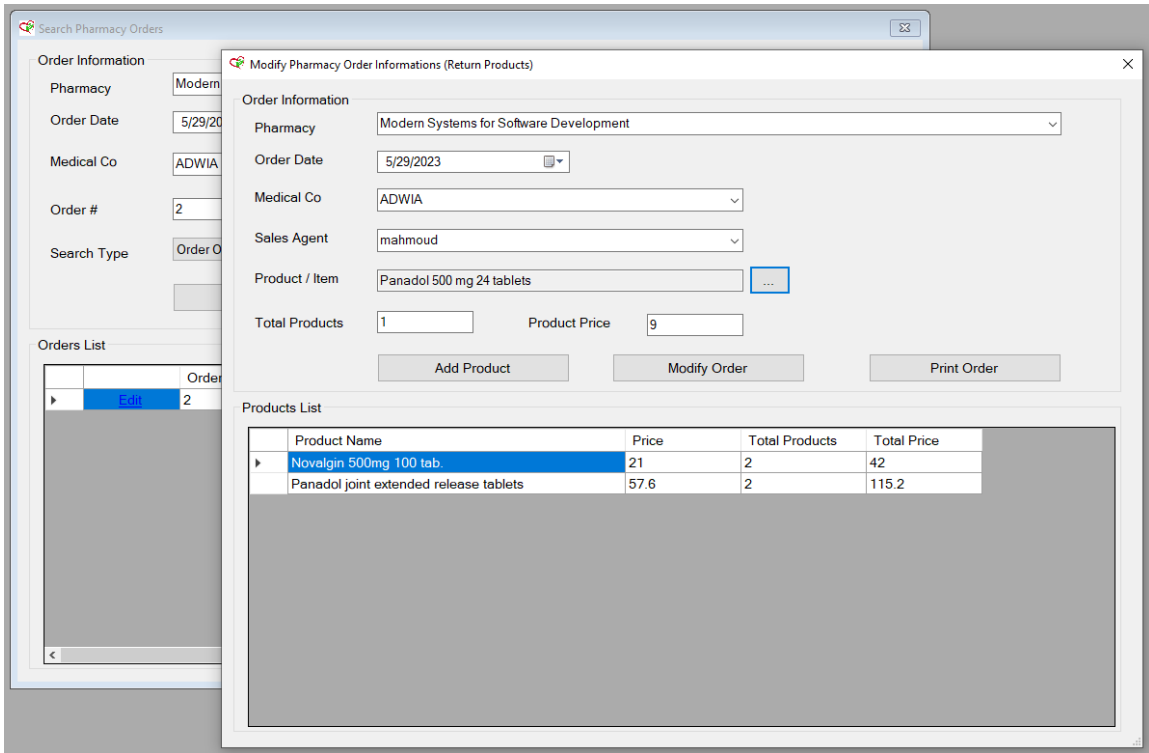 Search Pharmacy Orders
Order Information
Pharmacy Modern
Order Date 5/29/20
Medical Co ADWIA
Order # 2
Search Type Order O
Orders List
Order
Edit 2
Modify Pharmacy Order Informations (Return Products)
Order Information
Pharmacy Modern Systems for Software Development
Order Date 5/29/2023
Medical Co ADWIA
Sales Agent mahmoud
Product / Item Panadol 500 mg 24 tablets ...
Total Products 1 Product Price 9
Add Product Modify Order Print Order
Products List
Product Name Price Total Products Total Price
Novalgin 500mg 100 tab. 21 2 42
Panadol joint extended release tablets 57.6 2 115.2